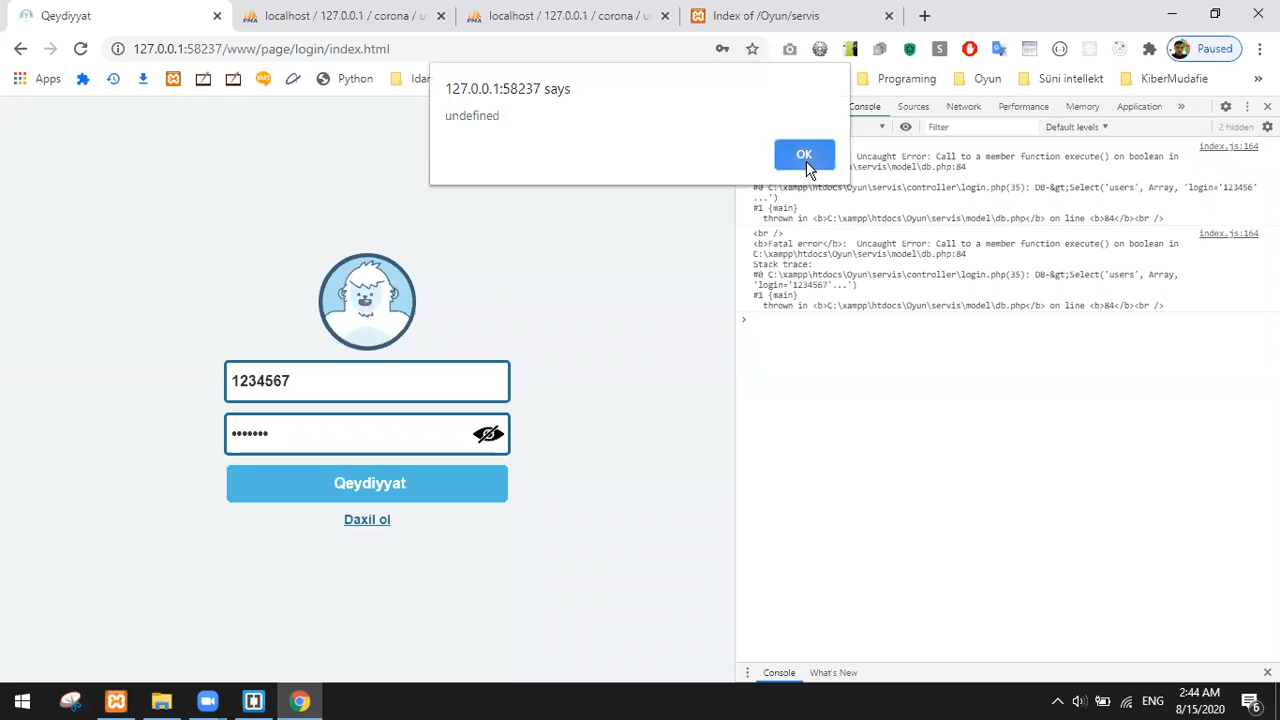 Qeydiyyat
localhost / 127.0.0.1 / corona / u
localhost / 127.0.0.1 / corona / us
Index of /Oyun/servis
127.0.0.1:58237/www/page/login/index.html
Paused
Apps
Python
Idar
Programing
Oyun
Süni intellekt
KiberMudafie
»
127.0.0.1:58237 says
undefined
OK
Console
Sources
Network
Performance
Memory
Application
»
Filter
Default levels
2 hidden
index.js:164
Uncaught Error: Call to a member function execute() on boolean in
C:\xampp\htdocs\Oyun\servis\model\db.php:84
#0 C:\xampp\htdocs\Oyun\servis\controller\login.php(35): DB-&gt;Select('users', Array, 'login='123456'
...')
#1 {main}
thrown in <b>C:\xampp\htdocs\Oyun\servis\model\db.php</b> on line <b>84</b><br />
<br />
index.js:164
<b>Fatal error</b>: Uncaught Error: Call to a member function execute() on boolean in
C:\xampp\htdocs\Oyun\servis\model\db.php:84
Stack trace:
#0 C:\xampp\htdocs\Oyun\servis\controller\login.php(35): DB-&gt;Select('users', Array,
'login='1234567'...')
#1 {main}
thrown in <b>C:\xampp\htdocs\Oyun\servis\model\db.php</b> on line <b>84</b><br />
1234567
•••••••
Qeydiyyat
Daxil ol
Console
What's New
ENG
2:44 AM
8/15/2020
6